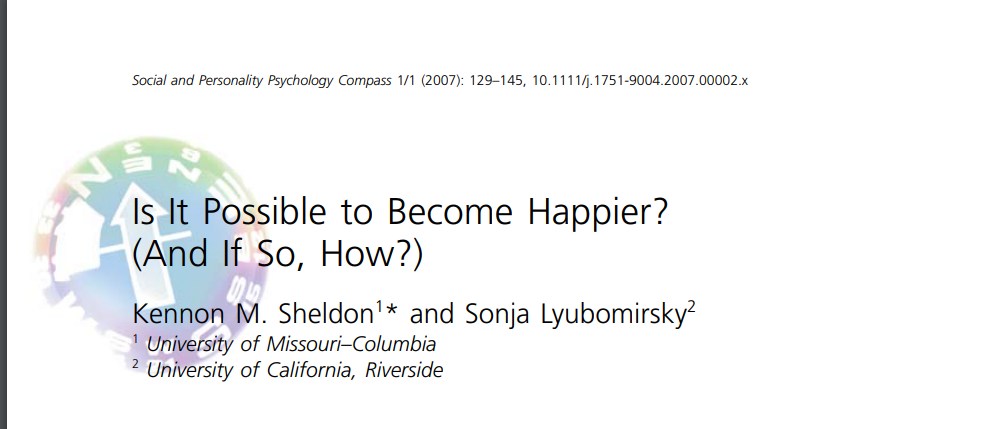 Social and Personality Psychology Compass 1/1 (2007): 129–145, 10.1111/j.1751-9004.2007.00002.x
Is It Possible to Become Happier?
(And If So, How?)
Kennon M. Sheldon¹* and Sonja Lyubomirsky²
¹ University of Missouri–Columbia
² University of California, Riverside